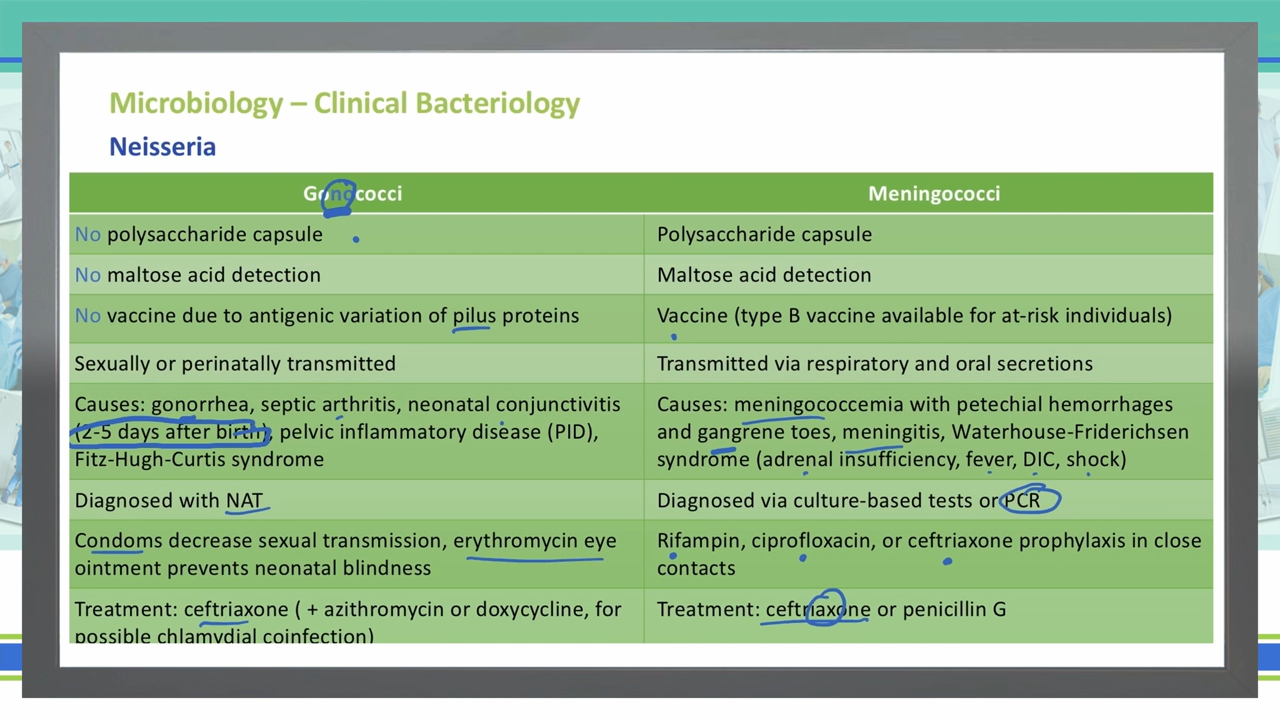 Microbiology – Clinical Bacteriology
Neisseria
Gonococci
Meningococci
No polysaccharide capsule
Polysaccharide capsule
No maltose acid detection
Maltose acid detection
No vaccine due to antigenic variation of pilus proteins
Vaccine (type B vaccine available for at-risk individuals)
Sexually or perinatally transmitted
Transmitted via respiratory and oral secretions
Causes: gonorrhea, septic arthritis, neonatal conjunctivitis
(2-5 days after birth), pelvic inflammatory disease (PID),
Fitz-Hugh-Curtis syndrome
Causes: meningococcemia with petechial hemorrhages
and gangrene toes, meningitis, Waterhouse-Friderichsen
syndrome (adrenal insufficiency, fever, DIC, shock)
Diagnosed with NAT
Diagnosed via culture-based tests or PCR
Condoms decrease sexual transmission, erythromycin eye
ointment prevents neonatal blindness
Rifampin, ciprofloxacin, or ceftriaxone prophylaxis in close
contacts
Treatment: ceftriaxone ( + azithromycin or doxycycline, for
possible chlamydial coinfection)
Treatment: ceftriaxone or penicillin G